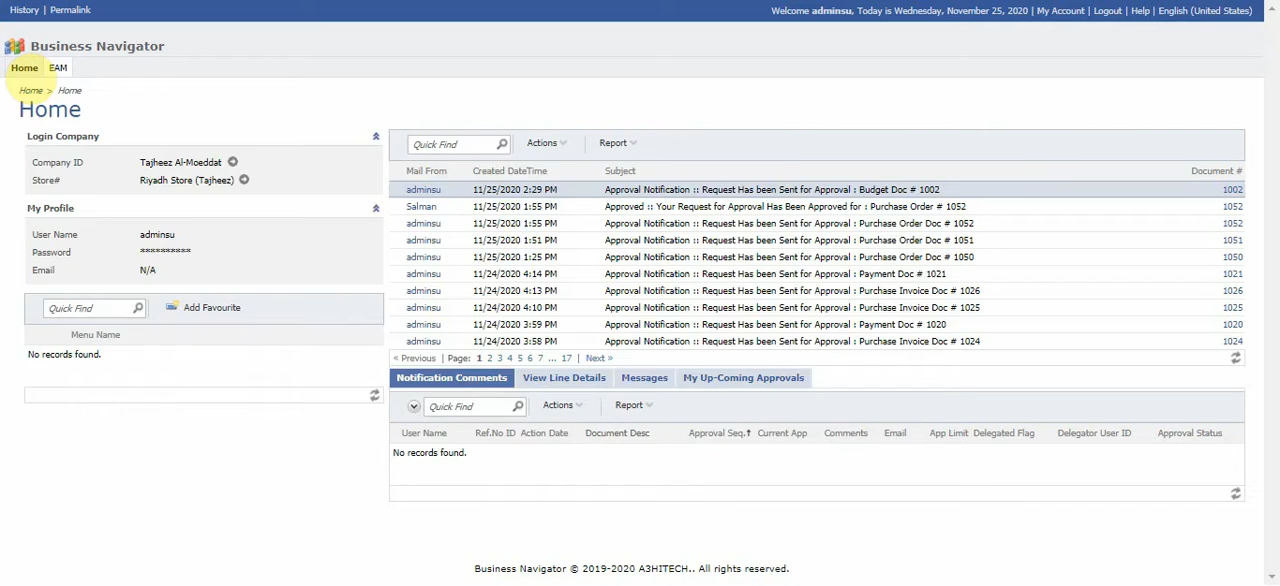 History | Permalink
Welcome adminsu, Today is Wednesday, November 25, 2020 | My Account | Logout | Help | English (United States)
Business Navigator
Home EAM
Home > Home
Home
Login Company
Company ID Tajheez Al-Moeddat
Store# Riyadh Store (Tajheez)
My Profile
User Name adminsu
Password **********
Email N/A
Quick Find Add Favourite
Menu Name
No records found.
Quick Find Actions Report
Mail From Created DateTime Subject Document #
adminsu 11/25/2020 2:29 PM Approval Notification :: Request Has been Sent for Approval : Budget Doc # 1002 1002
Salman 11/25/2020 1:55 PM Approved :: Your Request for Approval Has Been Approved for : Purchase Order # 1052 1052
adminsu 11/25/2020 1:55 PM Approval Notification :: Request Has been Sent for Approval : Purchase Order Doc # 1052 1052
adminsu 11/25/2020 1:51 PM Approval Notification :: Request Has been Sent for Approval : Purchase Order Doc # 1051 1051
adminsu 11/25/2020 1:25 PM Approval Notification :: Request Has been Sent for Approval : Purchase Order Doc # 1050 1050
adminsu 11/24/2020 4:14 PM Approval Notification :: Request Has been Sent for Approval : Payment Doc # 1021 1021
adminsu 11/24/2020 4:13 PM Approval Notification :: Request Has been Sent for Approval : Purchase Invoice Doc # 1026 1026
adminsu 11/24/2020 4:10 PM Approval Notification :: Request Has been Sent for Approval : Purchase Invoice Doc # 1025 1025
adminsu 11/24/2020 3:59 PM Approval Notification :: Request Has been Sent for Approval : Payment Doc # 1020 1020
adminsu 11/24/2020 3:58 PM Approval Notification :: Request Has been Sent for Approval : Purchase Invoice Doc # 1024 1024
« Previous | Page: 1 2 3 4 5 6 7 ... 17 | Next »
Notification Comments View Line Details Messages My Up-Coming Approvals
Quick Find Actions Report
User Name Ref.No ID Action Date Document Desc Approval Seq.↑ Current App Comments Email App Limit Delegated Flag Delegator User ID Approval Status
No records found.
Business Navigator © 2019-2020 A3HITECH.. All rights reserved.